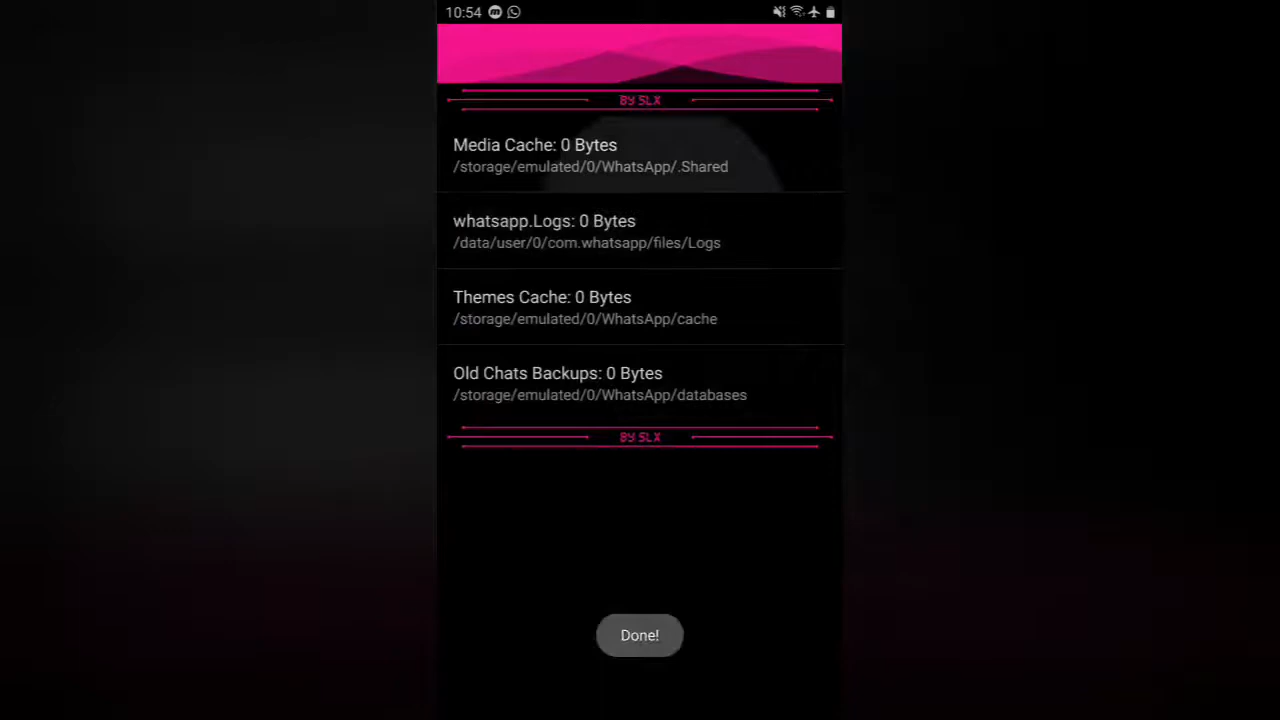 10:54
BY SLX
Media Cache: 0 Bytes
/storage/emulated/0/WhatsApp/.Shared
whatsapp.Logs: 0 Bytes
/data/user/0/com.whatsapp/files/Logs
Themes Cache: 0 Bytes
/storage/emulated/0/WhatsApp/cache
Old Chats Backups: 0 Bytes
/storage/emulated/0/WhatsApp/databases
BY SLX
Done!